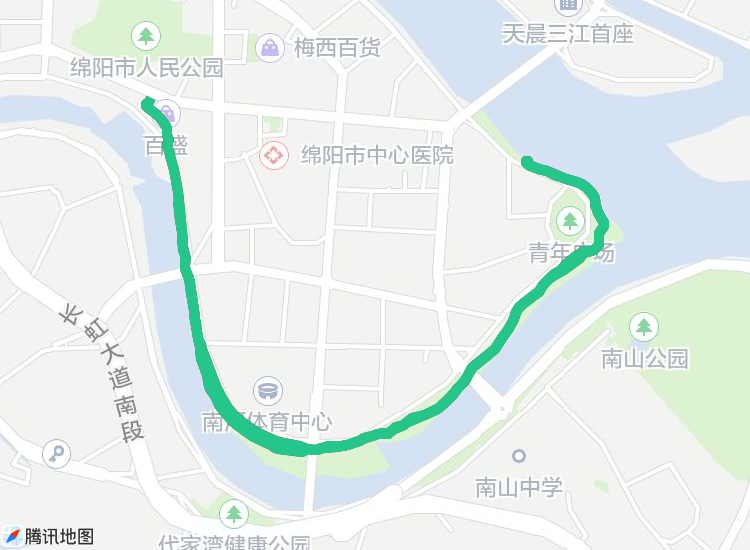 天晨三江首座
梅西百货
绵阳市人民公园
百盛
绵阳市中心医院
青年广场
长虹大道南段
南山公园
南河体育中心
南山中学
代家湾健康公园
腾讯地图